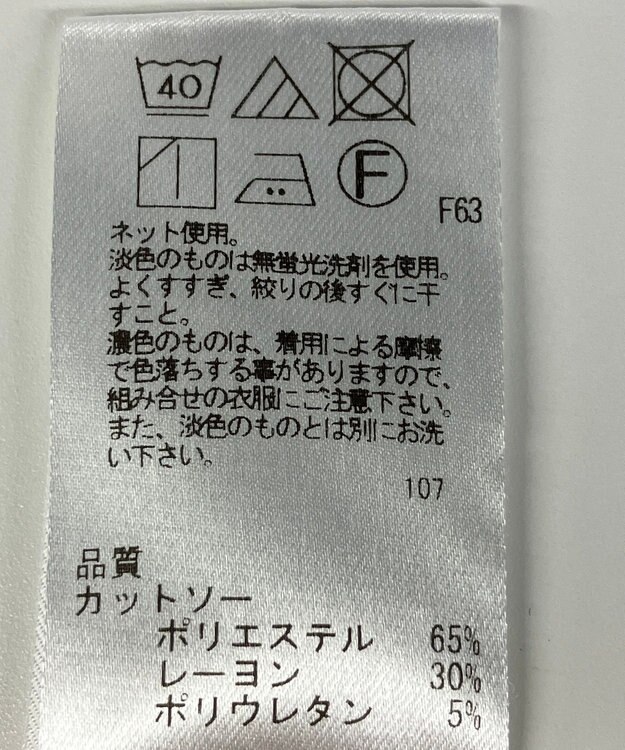 40
F
F63
ネット使用。
淡色のものは無蛍光洗剤を使用。
よくすすぎ、絞りの後すぐに干
すこと。
濃色のものは、着用による摩擦
で色落ちする事がありますので、
組み合せの衣服にご注意下さい。
また、淡色のものとは別にお洗
い下さい。
107
品質
カットソー
ポリエステル 65%
レーヨン 30%
ポリウレタン 5%